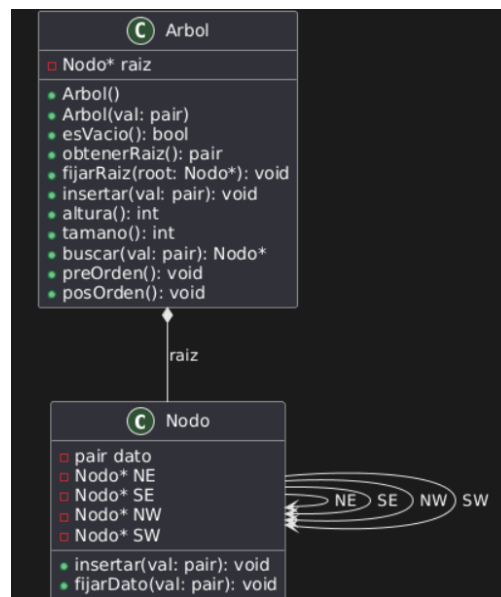 C Arbol
Nodo* raiz
Arbol()
Arbol(val: pair)
esVacio(): bool
obtenerRaiz(): pair
fijarRaiz(root: Nodo*): void
insertar(val: pair): void
altura(): int
tamano(): int
buscar(val: pair): Nodo*
preOrden(): void
posOrden(): void
raiz
C Nodo
pair dato
Nodo* NE
Nodo* SE
Nodo* NW
Nodo* SW
NE SE NW SW
insertar(val: pair): void
fijarDato(val: pair): void